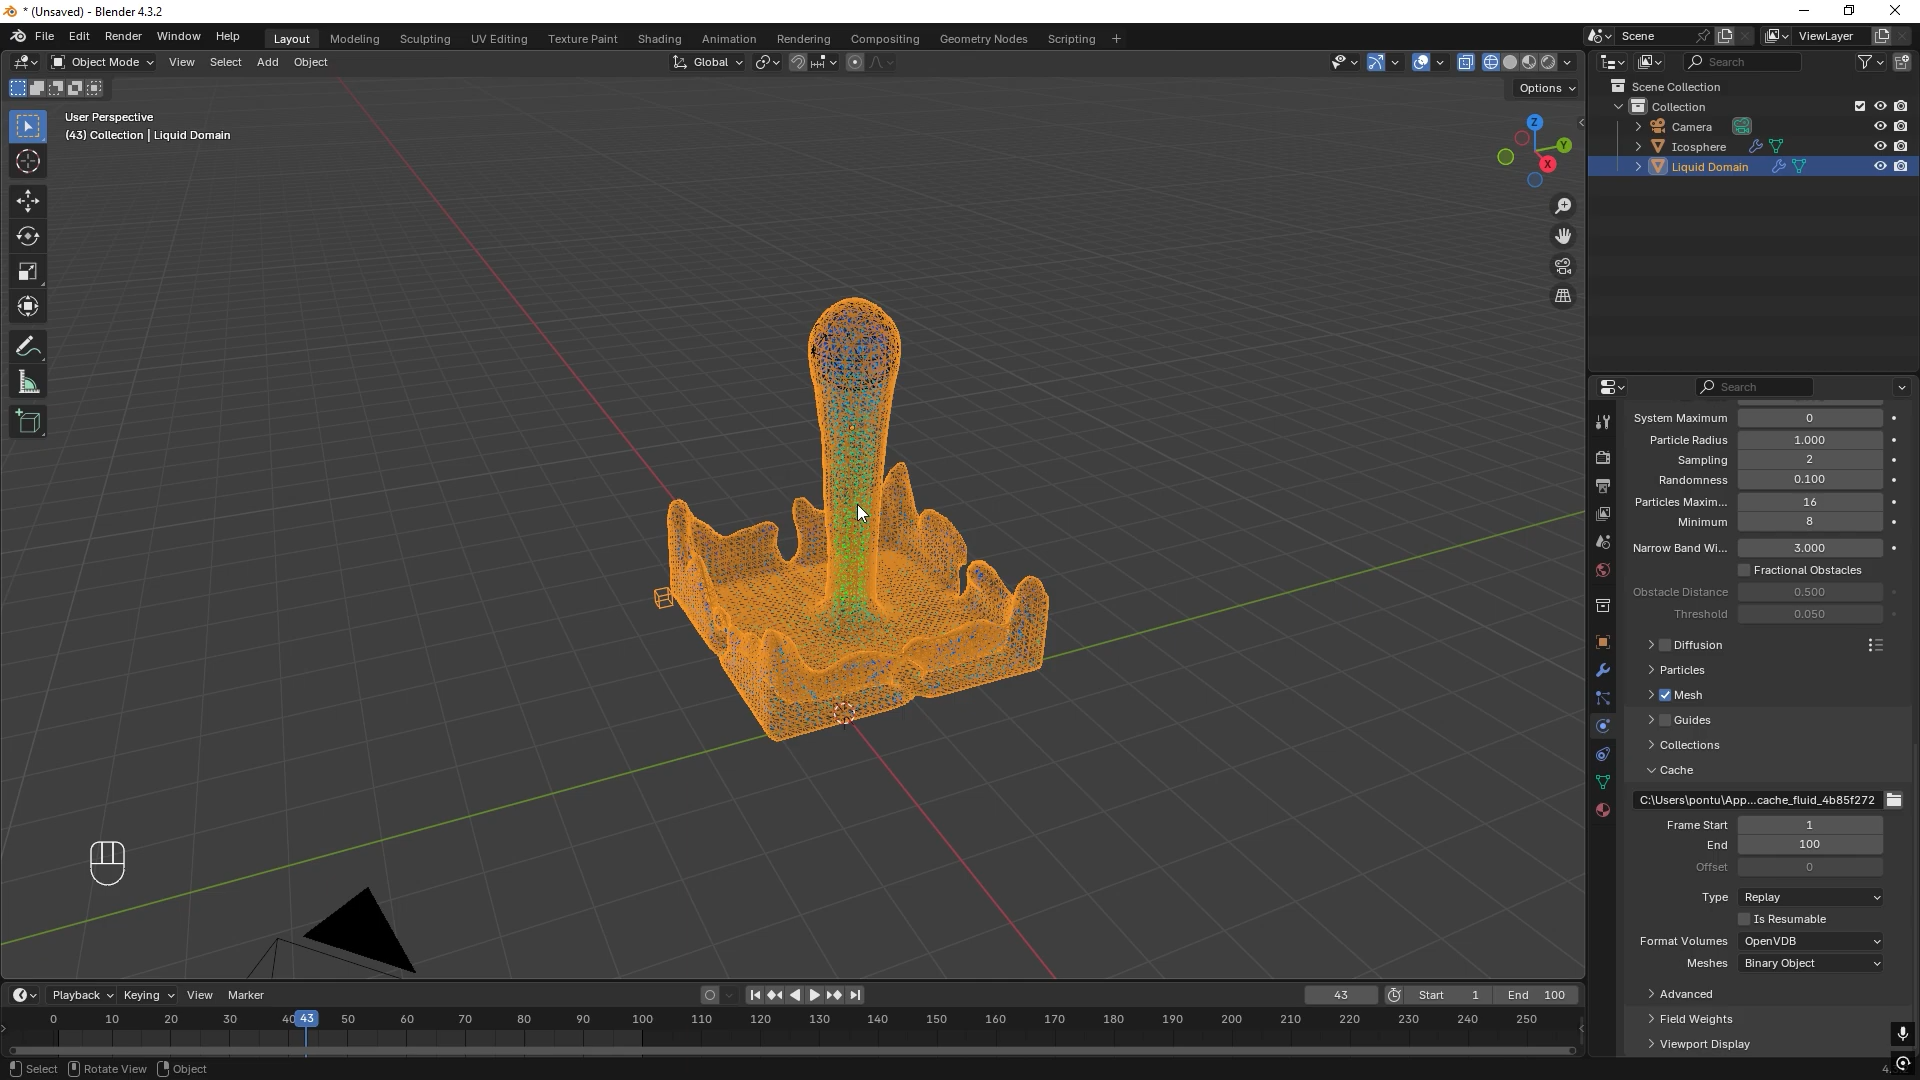 * (Unsaved) - Blender 4.3.2
File Edit Render Window Help Layout Modeling Sculpting UV Editing Texture Paint Shading Animation Rendering Compositing Geometry Nodes Scripting + Scene ViewLayer
Object Mode View Select Add Object Global Search
Options
User Perspective
(43) Collection | Liquid Domain
Z
Y
X
Scene Collection
Collection
Camera
Icosphere
Liquid Domain
Search
System Maximum 0
Particle Radius 1.000
Sampling 2
Randomness 0.100
Particles Maxim... 16
Minimum 8
Narrow Band Wi... 3.000
Fractional Obstacles
Obstacle Distance 0.500
Threshold 0.050
Diffusion
Particles
Mesh
Guides
Collections
Cache
C:\Users\pontu\App...cache_fluid_4b85f272
Frame Start 1
End 100
Offset 0
Type Replay
Is Resumable
Format Volumes OpenVDB
Meshes Binary Object
Advanced
Field Weights
Viewport Display
Playback Keying View Marker 43 Start 1 End 100
0 10 20 30 40 43 50 60 70 80 90 100 110 120 130 140 150 160 170 180 190 200 210 220 230 240 250
Select Rotate View Object